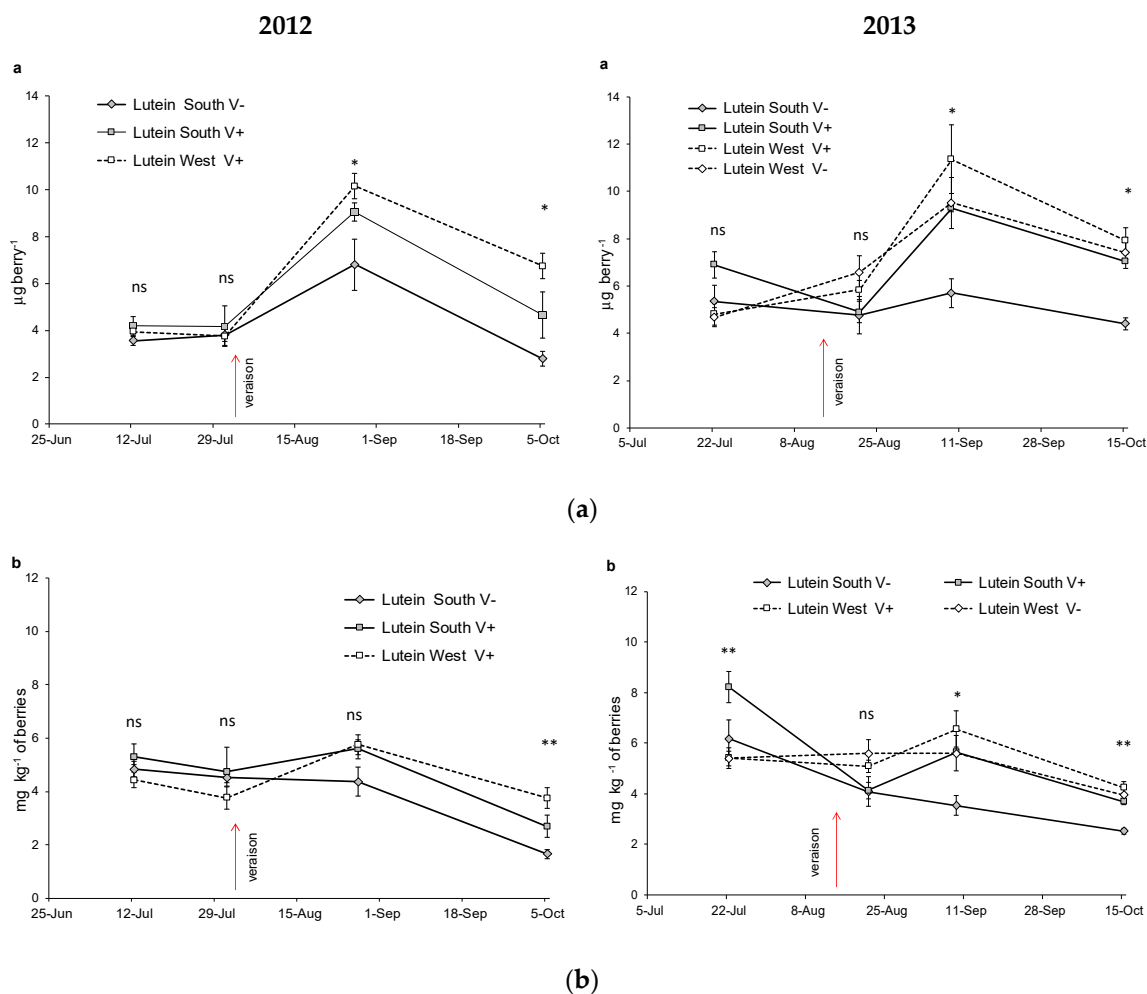 2012
2013
a
Lutein South V-
Lutein South V+
Lutein West V+
14
12
10
8
6
4
2
0
µg berry-1
ns
ns
*
*
veraison
25-Jun 12-Jul 29-Jul 15-Aug 1-Sep 18-Sep 5-Oct
a
Lutein South V-
Lutein South V+
Lutein West V+
Lutein West V-
14
12
10
8
6
4
2
0
µg berry-1
ns
ns
*
*
veraison
5-Jul 22-Jul 8-Aug 25-Aug 11-Sep 28-Sep 15-Oct
(a)
b
Lutein South V-
Lutein South V+
Lutein West V+
12
10
8
6
4
2
0
mg kg-1 of berries
ns
ns
ns
**
veraison
25-Jun 12-Jul 29-Jul 15-Aug 1-Sep 18-Sep 5-Oct
b
Lutein South V- Lutein South V+
Lutein West V+ Lutein West V-
12
10
8
6
4
2
0
mg kg-1 of berries
**
ns
*
**
veraison
5-Jul 22-Jul 8-Aug 25-Aug 11-Sep 28-Sep 15-Oct
(b)